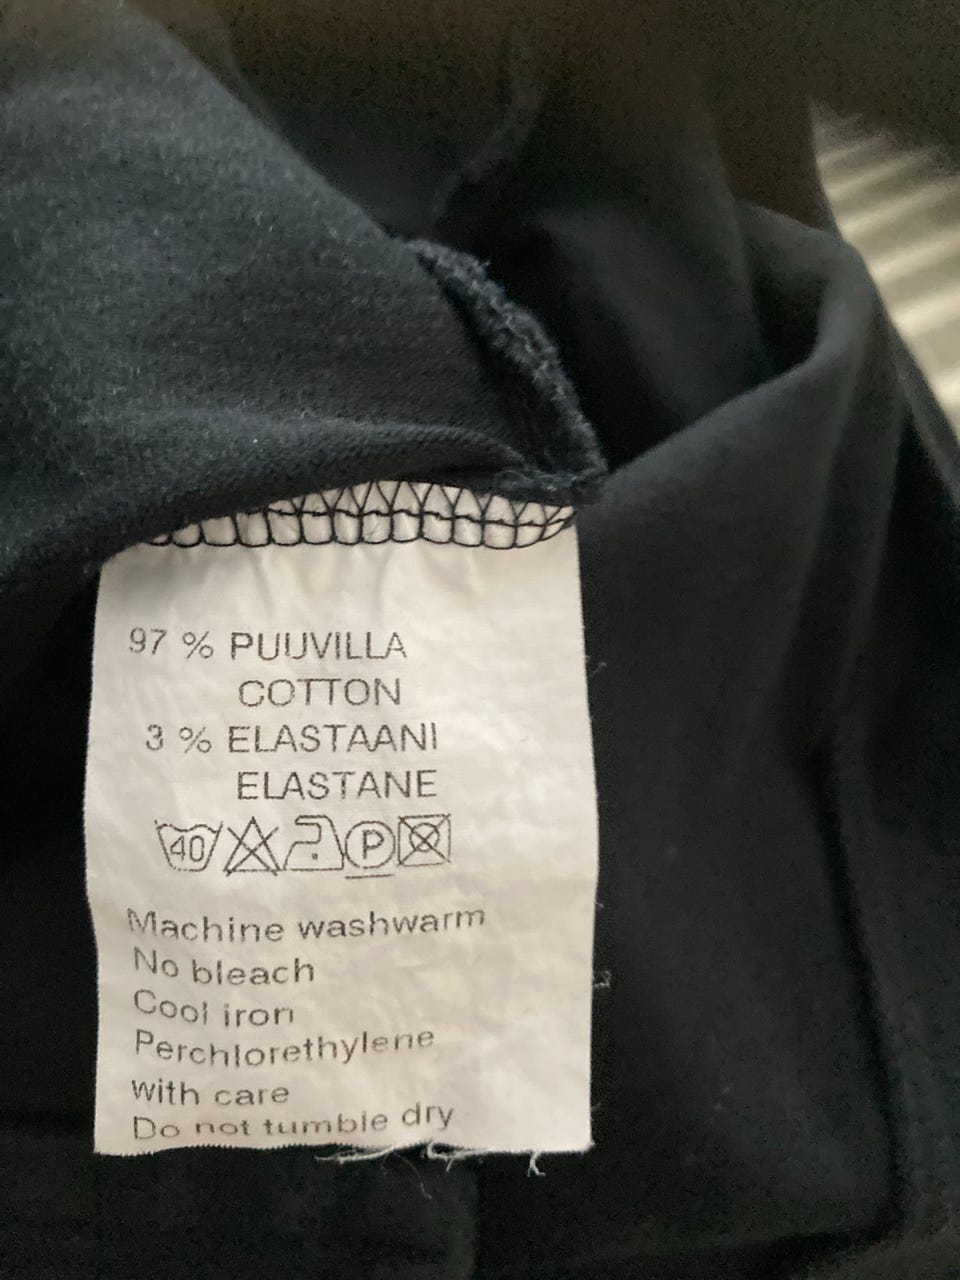 97 % PUUVILLA
COTTON
3 % ELASTAANI
ELASTANE
40 P
Machine washwarm
No bleach
Cool iron
Perchlorethylene
with care
Do not tumble dry